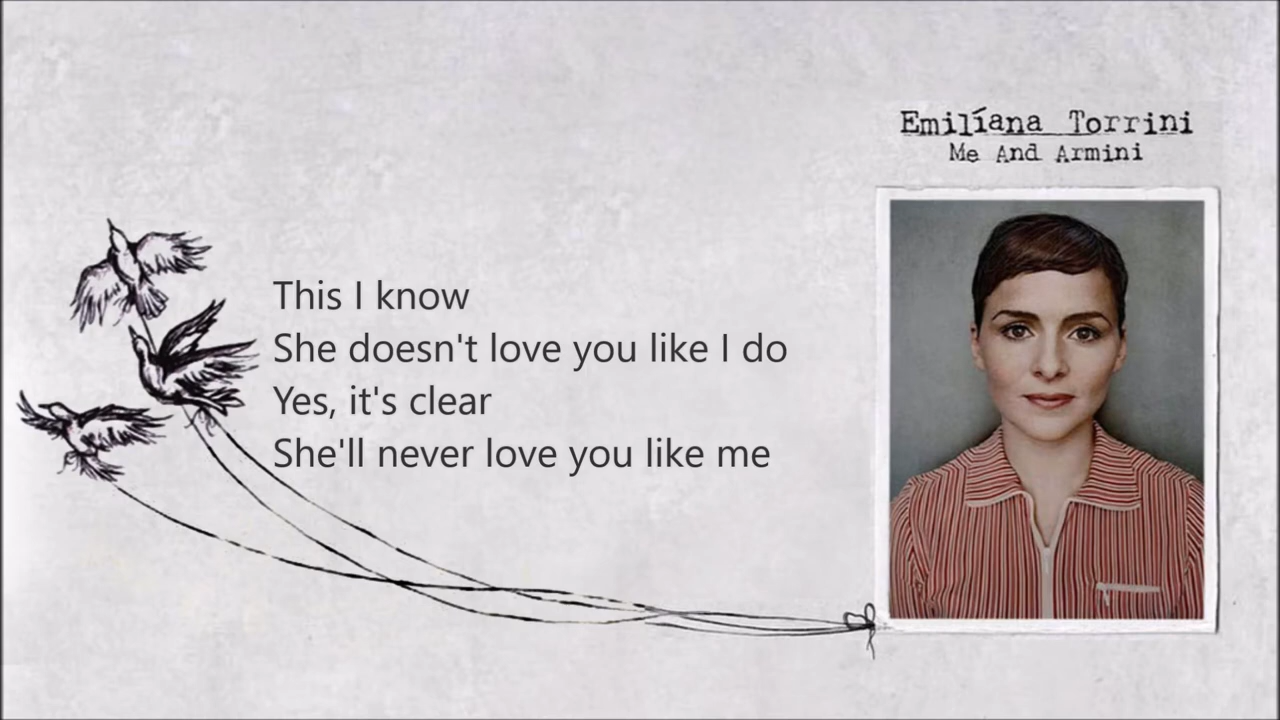 Emilíana Torrini
Me And Armini
This I know
She doesn't love you like I do
Yes, it's clear
She'll never love you like me